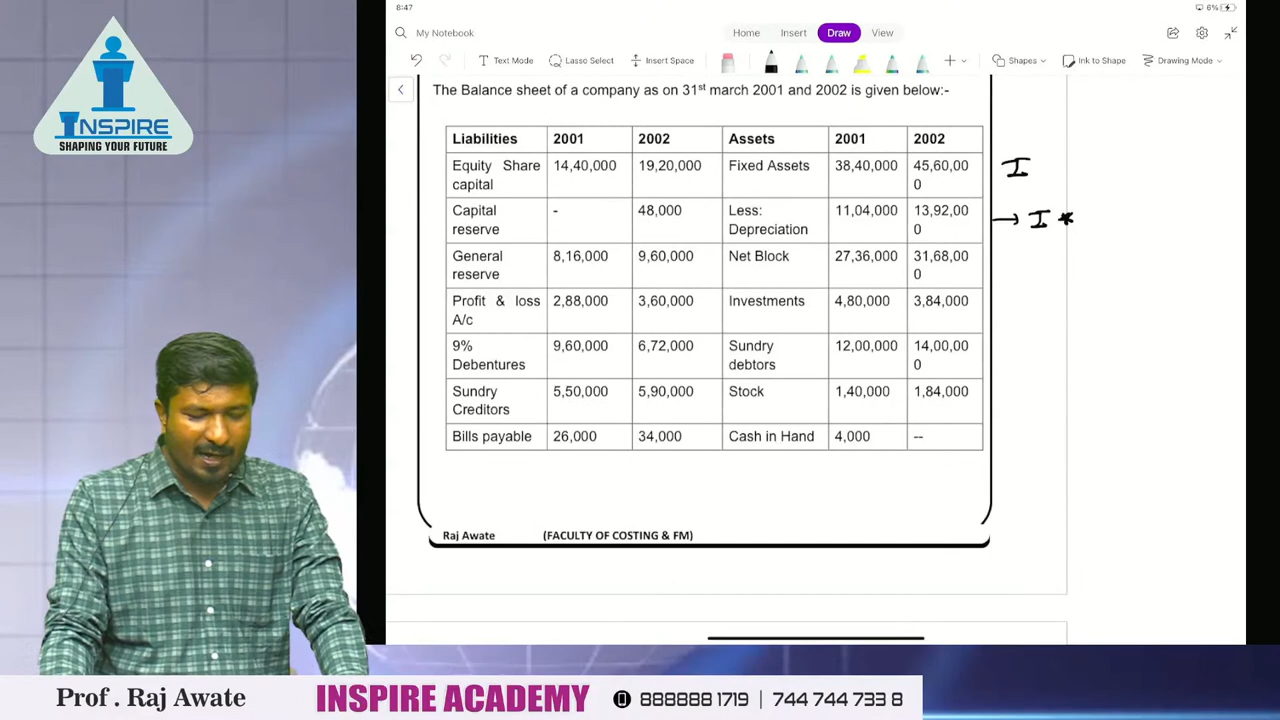 8:47
6%
My Notebook
Home Insert Draw View
Text Mode Lasso Select Insert Space Shapes Ink to Shape Drawing Mode
INSPIRE
SHAPING YOUR FUTURE
The Balance sheet of a company as on 31st march 2001 and 2002 is given below:-
Liabilities 2001 2002 Assets 2001 2002
Equity Share capital 14,40,000 19,20,000 Fixed Assets 38,40,000 45,60,000
I
Capital reserve - 48,000 Less: Depreciation 11,04,000 13,92,000
→ I *
General reserve 8,16,000 9,60,000 Net Block 27,36,000 31,68,000
Profit & loss A/c 2,88,000 3,60,000 Investments 4,80,000 3,84,000
9% Debentures 9,60,000 6,72,000 Sundry debtors 12,00,000 14,00,000
Sundry Creditors 5,50,000 5,90,000 Stock 1,40,000 1,84,000
Bills payable 26,000 34,000 Cash in Hand 4,000 --
Raj Awate (FACULTY OF COSTING & FM)
Prof . Raj Awate INSPIRE ACADEMY 888888 1719 | 744 744 733 8